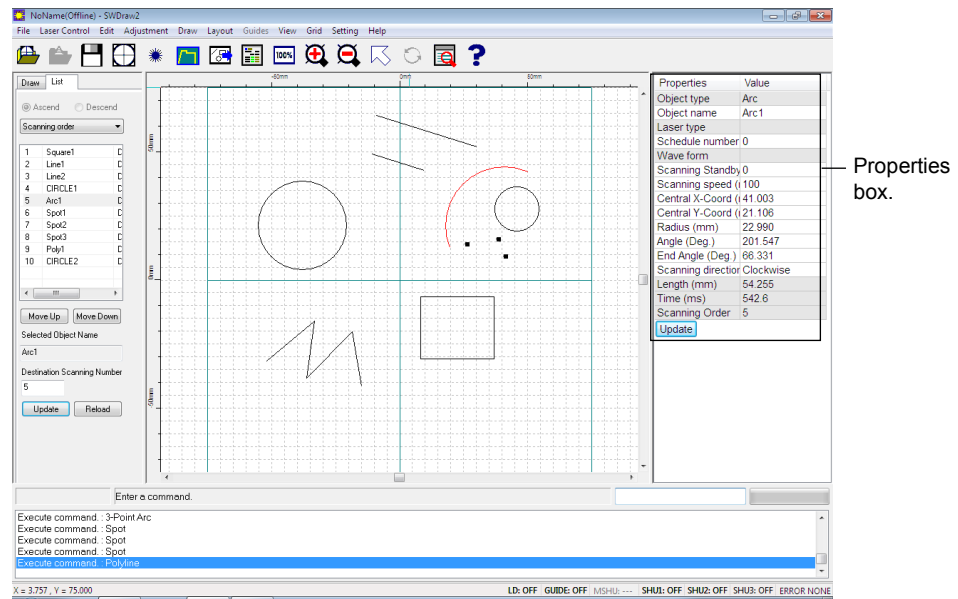 NoName(Offline) - SWDraw2
File Laser Control Edit Adjustment Draw Layout Guides View Grid Setting Help
100%
Draw List
Ascend Descend
Scanning order
1 Square1 D
2 Line1 D
3 Line2 D
4 CIRCLE1 D
5 Arc1 D
6 Spot1 D
7 Spot2 D
8 Spot3 D
9 Poly1 D
10 CIRCLE2 D
Move Up Move Down
Selected Object Name
Arc1
Destination Scanning Number
5
Update Reload
-50mm 0mm 50mm
50mm
0mm
-50mm
Properties Value
Object type Arc
Object name Arc1
Laser type
Schedule number 0
Wave form
Scanning Standby 0
Scanning speed (r 100
Central X-Coord (r 41.003
Central Y-Coord (r 21.106
Radius (mm) 22.990
Angle (Deg.) 201.547
End Angle (Deg.) 66.331
Scanning direction Clockwise
Length (mm) 54.255
Time (ms) 542.6
Scanning Order 5
Update
Properties
box.
Enter a command.
Execute command. : 3-Point Arc
Execute command. : Spot
Execute command. : Spot
Execute command. : Spot
Execute command. : Polyline
X = 3.757 , Y = 75.000
LD: OFF GUIDE: OFF MSHU: --- SHU1: OFF SHU2: OFF SHU3: OFF ERROR NONE